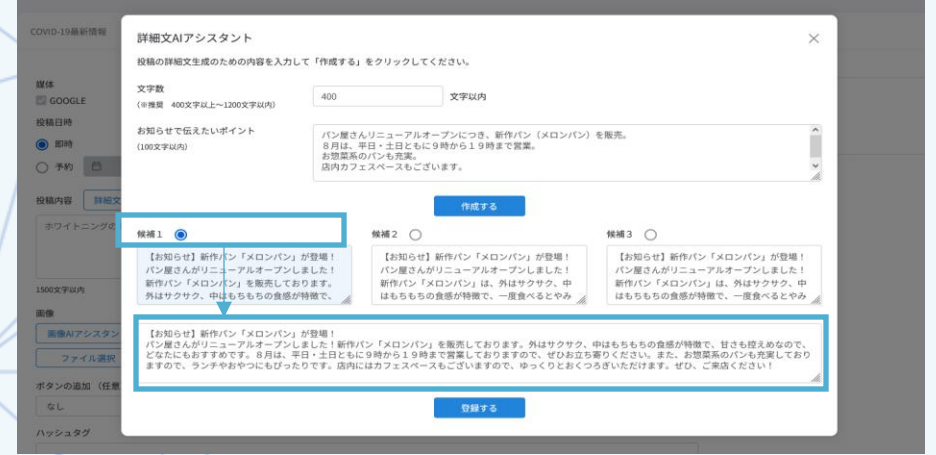 COVID-19最新情報
詳細文AIアシスタント
投稿の詳細文生成のための内容を入力して「作成する」をクリックしてください。
媒体
GOOGLE
文字数
(※推奨 400文字以上~1200文字以内)
400
文字以内
投稿日時
即時
予約
お知らせで伝えたいポイント
(100文字以内)
パン屋さんリニューアルオープンにつき、新作パン(メロンパン)を販売。
8月は、平日・土日ともに9時から19時まで営業。
お惣菜系のパンも充実。
店内カフェスペースもございます。
投稿内容
詳細文
作成する
ホワイトニングの
候補1
候補2
候補3
【お知らせ】新作パン「メロンパン」が登場!
パン屋さんがリニューアルオープンしました!
新作パン「メロンパン」を販売しております。
外はサクサク、中はもちもちの食感が特徴で、
【お知らせ】新作パン「メロンパン」が登場!
パン屋さんがリニューアルオープンしました!
新作パン「メロンパン」は、外はサクサク、中
はもちもちの食感が特徴で、一度食べるとやみ
【お知らせ】新作パン「メロンパン」が登場!
パン屋さんがリニューアルオープンしました!
新作パン「メロンパン」は、外はサクサク、中
はもちもちの食感が特徴で、一度食べるとやみ
1500文字以内
画像
画像AIアシスタン
ファイル選択
【お知らせ】新作パン「メロンパン」が登場!
パン屋さんがリニューアルオープンしました!新作パン「メロンパン」を販売しております。外はサクサク、中はもちもちの食感が特徴で、甘さも控えめなので、
どなたにもおすすめです。8月は、平日・土日ともに9時から19時まで営業しておりますので、ぜひお立ち寄りください。また、お惣菜系のパンも充実しており
ますので、ランチやおやつにもぴったりです。店内にはカフェスペースもございますので、ゆっくりとおくつろぎいただけます。ぜひ、ご来店ください!
ボタンの追加(任意
なし
登録する
ハッシュタグ